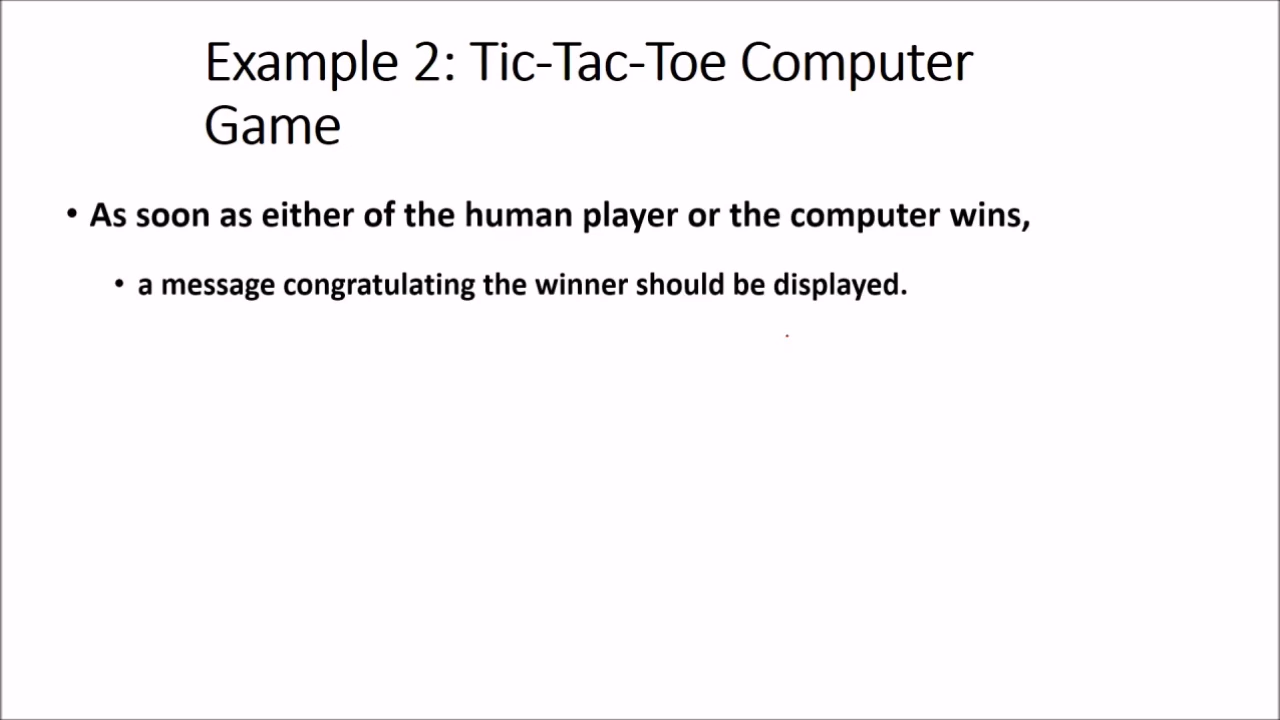 Example 2: Tic-Tac-Toe Computer
Game
• As soon as either of the human player or the computer wins,
• a message congratulating the winner should be displayed.